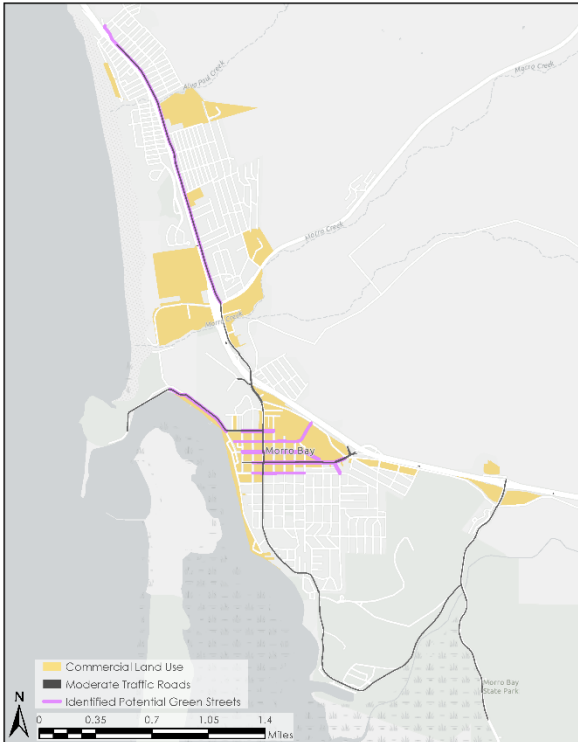 Alva Paul Creek
Morro Creek
Morro Creek
Morro Creek
Morro Bay
Morro Bay
State Park
Commercial Land Use
Moderate Traffic Roads
Identified Potential Green Streets
N
0 0.35 0.7 1.05 1.4
Miles